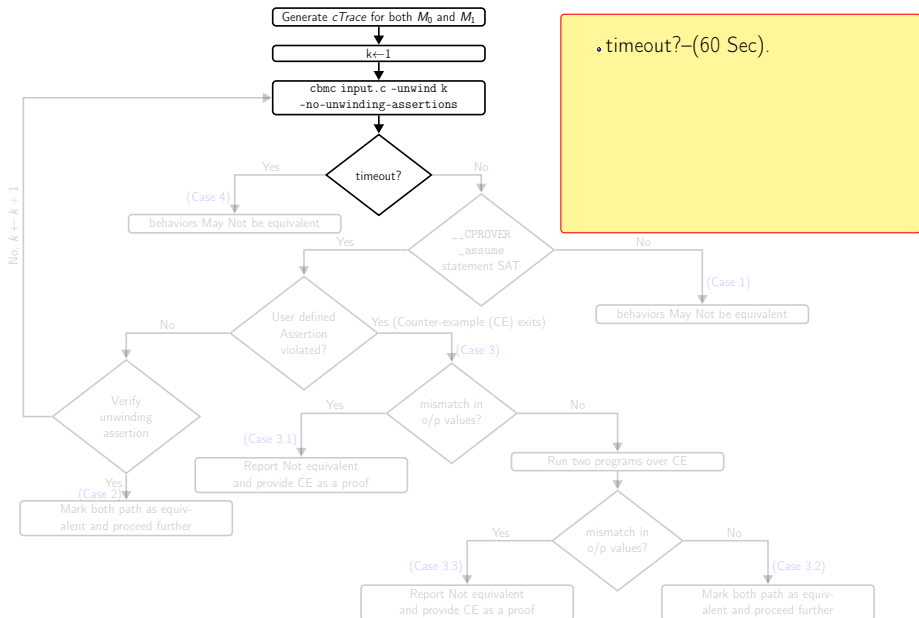 Generate cTrace for both M₀ and M₁
k←1
cbmc input.c -unwind k
-no-unwinding-assertions
timeout?
Yes
No
(Case 4)
behaviors May Not be equivalent
No, k ← k + 1
__CPROVER
_assume
statement SAT
Yes
No
(Case 1)
behaviors May Not be equivalent
User defined
Assertion
violated?
No
Yes (Counter-example (CE) exits)
(Case 3)
Verify
unwinding
assertion
Yes
(Case 2)
Mark both path as equiv-
alent and proceed further
mismatch in
o/p values?
Yes
No
(Case 3.1)
Report Not equivalent
and provide CE as a proof
Run two programs over CE
mismatch in
o/p values?
Yes
No
(Case 3.3)
(Case 3.2)
Report Not equivalent
and provide CE as a proof
Mark both path as equiv-
alent and proceed further
timeout?–(60 Sec).